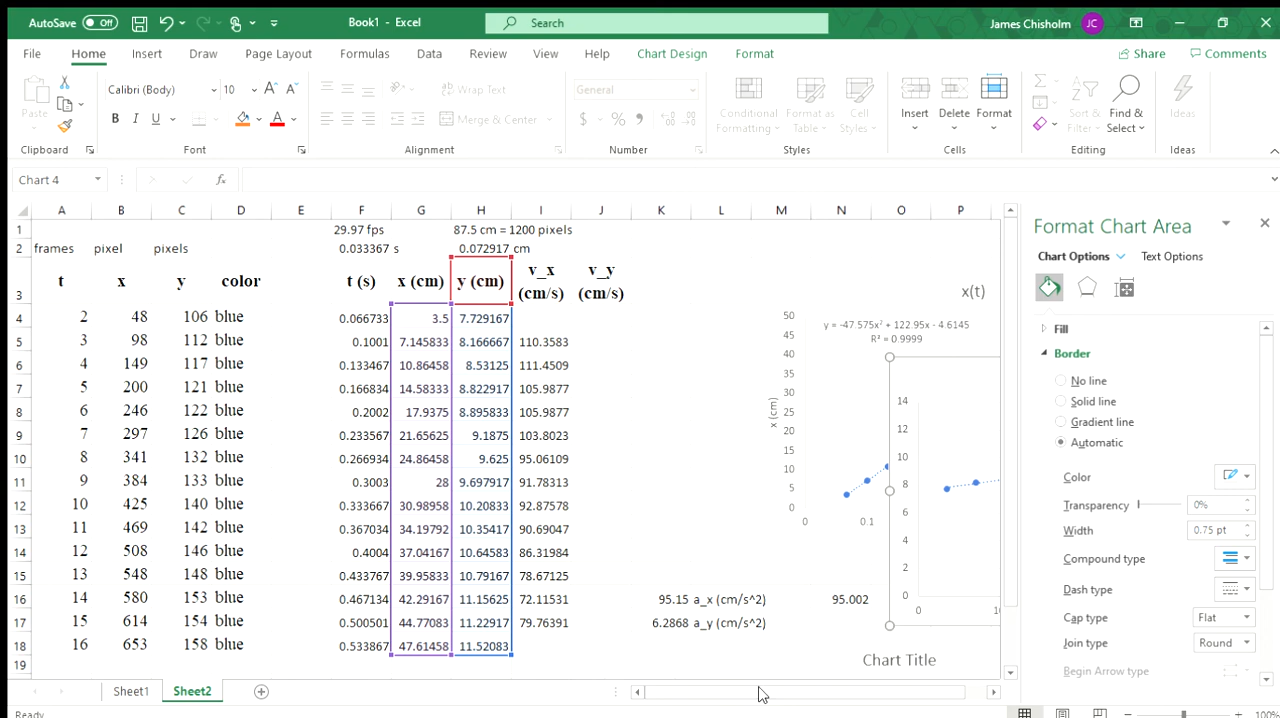 AutoSave Off Book1 - Excel Search James Chisholm JC
File Home Insert Draw Page Layout Formulas Data Review View Help Chart Design Format Share Comments
Paste Calibri (Body) 10 Wrap Text General Conditional Formatting Format as Table Cell Styles Insert Delete Format Sort & Filter Find & Select Ideas
B I U Merge & Center $ % 9
Clipboard Font Alignment Number Styles Cells Editing Ideas
Chart 4 fx
A B C D E F G H I J K L M N O P
1 29.97 fps 87.5 cm = 1200 pixels
2 frames pixel pixels 0.033367 s 0.072917 cm
3 t x y color t (s) x (cm) y (cm) v_x (cm/s) v_y (cm/s)
4 2 48 106 blue 0.066733 3.5 7.729167
5 3 98 112 blue 0.1001 7.145833 8.166667 110.3583
6 4 149 117 blue 0.133467 10.86458 8.53125 111.4509
7 5 200 121 blue 0.166834 14.58333 8.822917 105.9877
8 6 246 122 blue 0.2002 17.9375 8.895833 105.9877
9 7 297 126 blue 0.233567 21.65625 9.1875 103.8023
10 8 341 132 blue 0.266934 24.86458 9.625 95.06109
11 9 384 133 blue 0.3003 28 9.697917 91.78313
12 10 425 140 blue 0.333667 30.98958 10.20833 92.87578
13 11 469 142 blue 0.367034 34.19792 10.35417 90.69047
14 12 508 146 blue 0.4004 37.04167 10.64583 86.31984
15 13 548 148 blue 0.433767 39.95833 10.79167 78.67125
16 14 580 153 blue 0.467134 42.29167 11.15625 72.11531 95.15 a_x (cm/s^2) 95.002
17 15 614 154 blue 0.500501 44.77083 11.22917 79.76391 6.2868 a_y (cm/s^2)
18 16 653 158 blue 0.533867 47.61458 11.52083
19
x(t)
y = -47.575x² + 122.95x - 4.6145
R² = 0.9999
x (cm)
50
45
40
35
30
25
20
15
10
5
0
0 0.1
14
12
10
8
6
4
2
0
0
Chart Title
Format Chart Area
Chart Options Text Options
Fill
Border
No line
Solid line
Gradient line
Automatic
Color
Transparency 0%
Width 0.75 pt
Compound type
Dash type
Cap type Flat
Join type Round
Begin Arrow type
Sheet1 Sheet2
Ready 100%